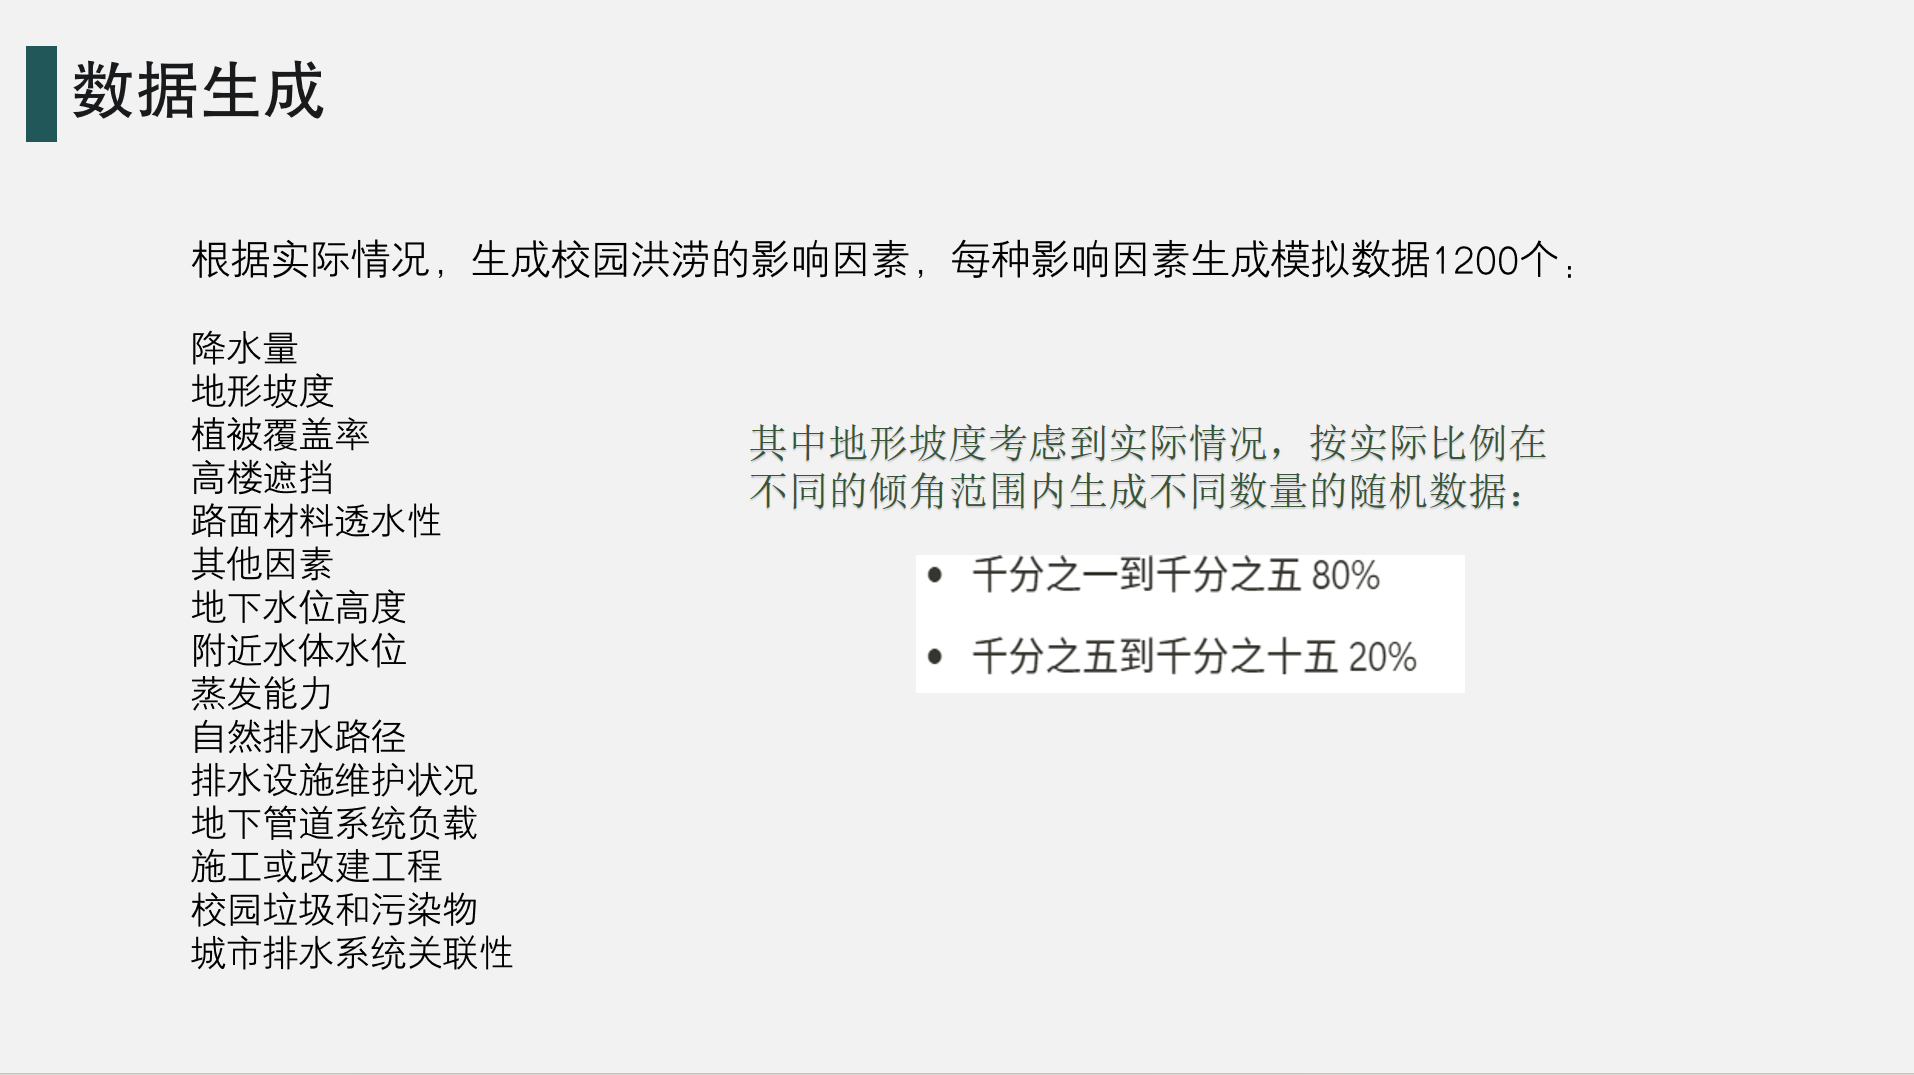 数据生成
根据实际情况，生成校园洪涝的影响因素，每种影响因素生成模拟数据1200个：
降水量
地形坡度
植被覆盖率
高楼遮挡
路面材料透水性
其他因素
地下水位高度
附近水体水位
蒸发能力
自然排水路径
排水设施维护状况
地下管道系统负载
施工或改建工程
校园垃圾和污染物
城市排水系统关联性
其中地形坡度考虑到实际情况，按实际比例在
不同的倾角范围内生成不同数量的随机数据：
• 千分之一到千分之五 80%
• 千分之五到千分之十五 20%